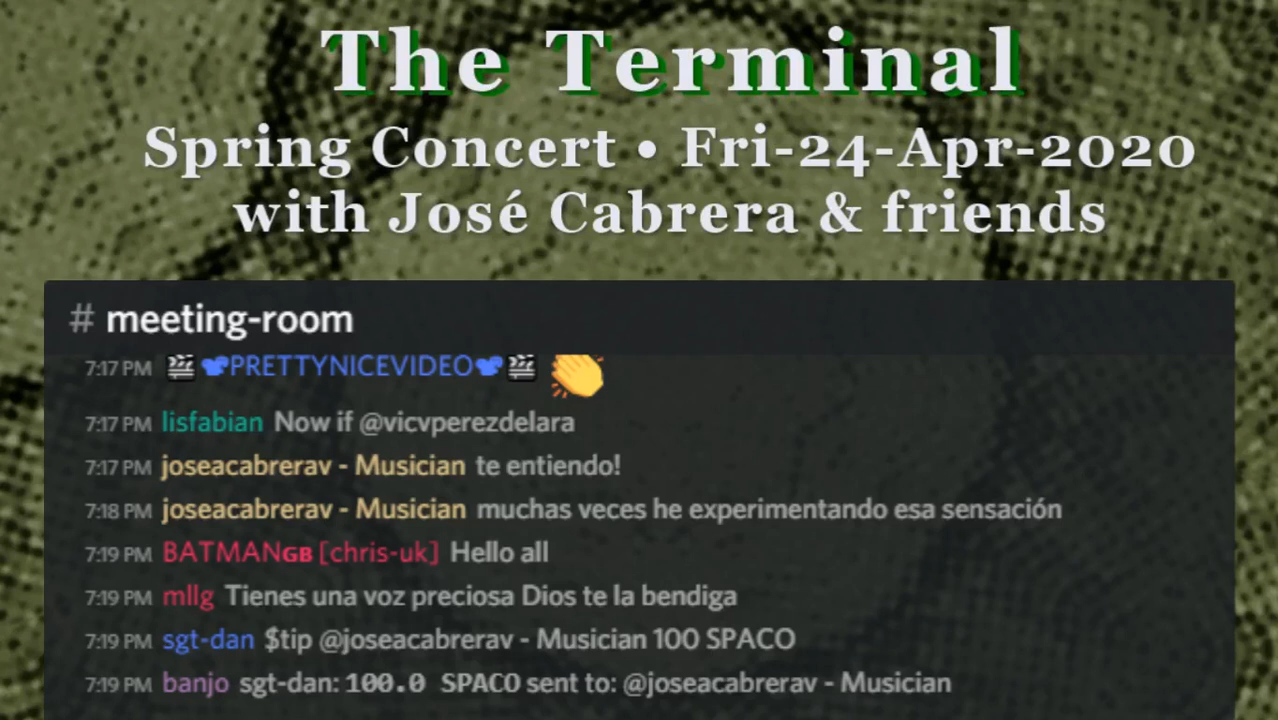 The Terminal
Spring Concert • Fri-24-Apr-2020
with José Cabrera & friends
# meeting-room
7:17 PM PRETTYNICEVIDEO
7:17 PM lisfabian Now if @vicvperezdelara
7:17 PM joseacabrerav - Musician te entiendo!
7:18 PM joseacabrerav - Musician muchas veces he experimentando esa sensación
7:19 PM BATMANGB [chris-uk] Hello all
7:19 PM mllg Tienes una voz preciosa Dios te la bendiga
7:19 PM sgt-dan $tip @joseacabrerav - Musician 100 SPACO
7:19 PM banjo sgt-dan: 100.0 SPACO sent to: @joseacabrerav - Musician